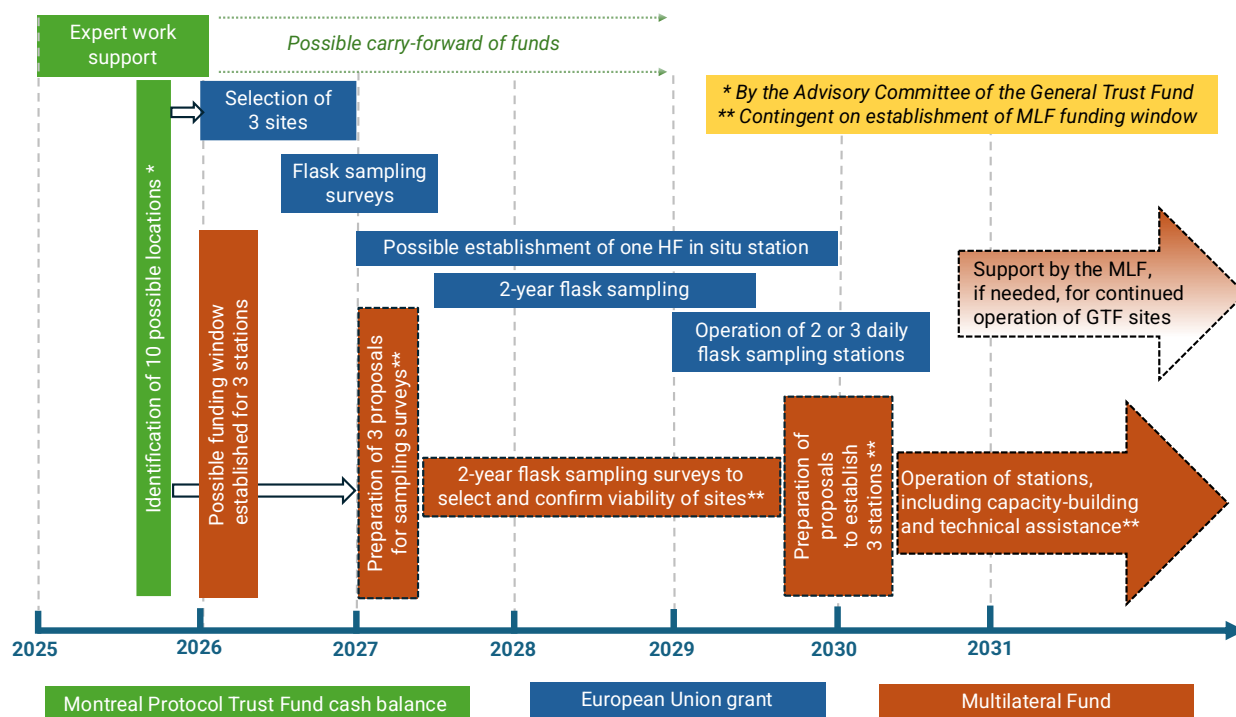 Expert work
support
Possible carry-forward of funds
Selection of
3 sites
* By the Advisory Committee of the General Trust Fund
** Contingent on establishment of MLF funding window
Flask sampling
surveys
Identification of 10 possible locations *
Possible funding window
established for 3 stations
Possible establishment of one HF in situ station
2-year flask sampling
Operation of 2 or 3 daily
flask sampling stations
Support by the MLF,
if needed, for continued
operation of GTF sites
Preparation of 3 proposals
for sampling surveys**
2-year flask sampling surveys to
select and confirm viability of sites**
Preparation of
proposals
to establish
3 stations **
Operation of stations,
including capacity-building
and technical assistance**
2025
2026
2027
2028
2029
2030
2031
Montreal Protocol Trust Fund cash balance
European Union grant
Multilateral Fund